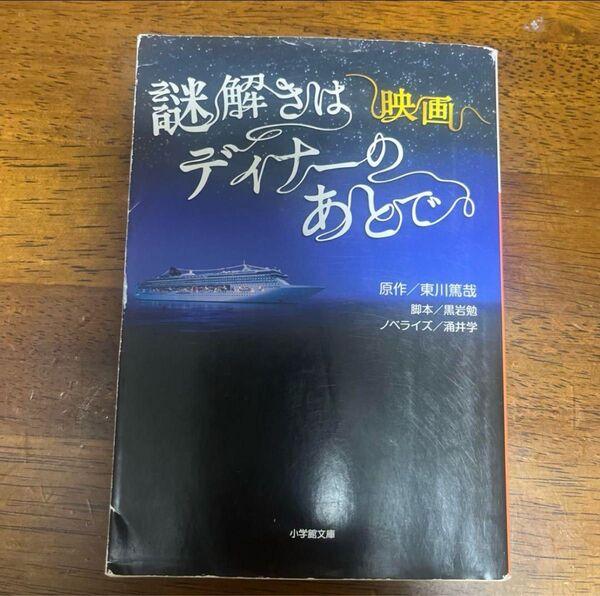 映画
謎解きは
ディナーの
あとで
原作／東川篤哉
脚本／黒岩勉
ノベライズ／涌井学
小学館文庫